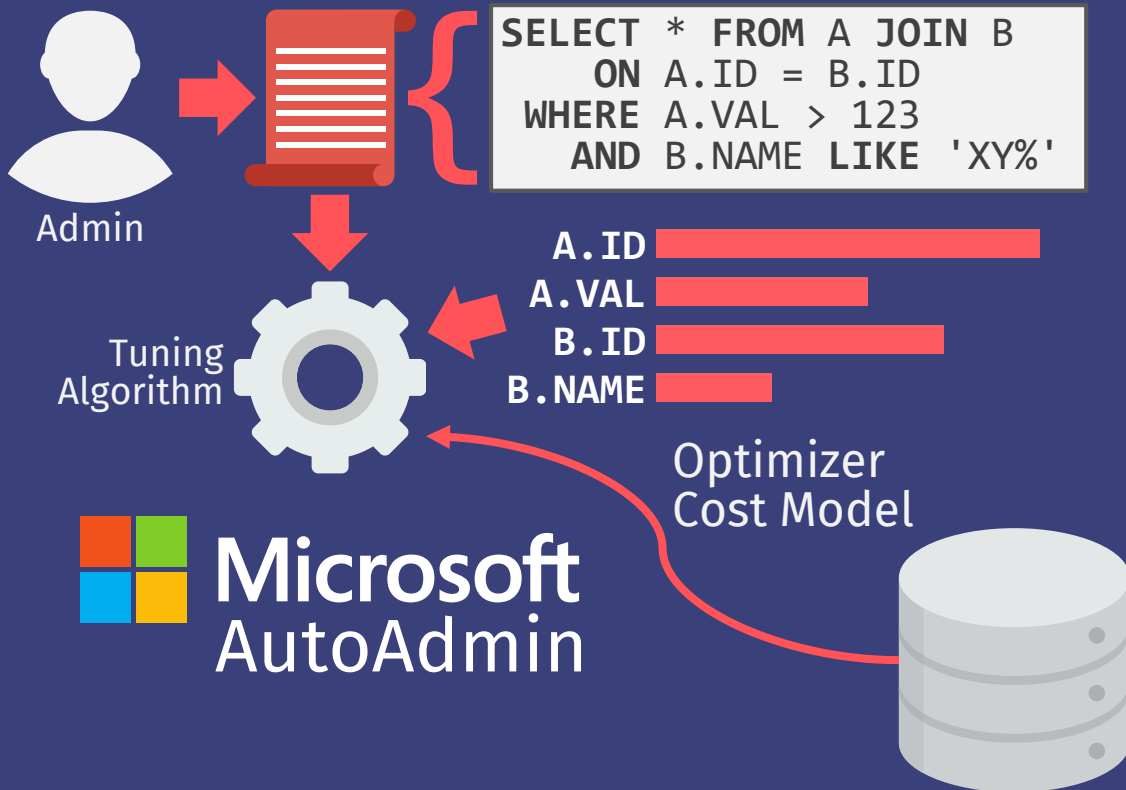 SELECT * FROM A JOIN B
ON A.ID = B.ID
WHERE A.VAL > 123
AND B.NAME LIKE 'XY%'
Admin
A.ID
A.VAL
B.ID
B.NAME
Tuning
Algorithm
Optimizer
Cost Model
Microsoft
AutoAdmin